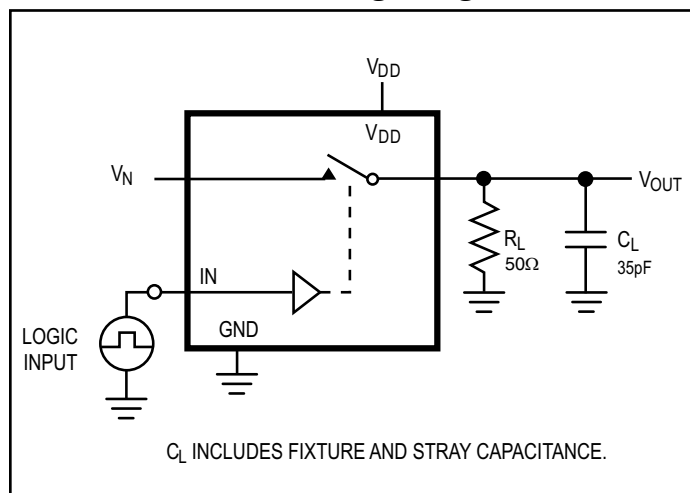 VDD
VDD
VN
VOUT
RL
50Ω
CL
35pF
IN
GND
LOGIC
INPUT
CL INCLUDES FIXTURE AND STRAY CAPACITANCE.